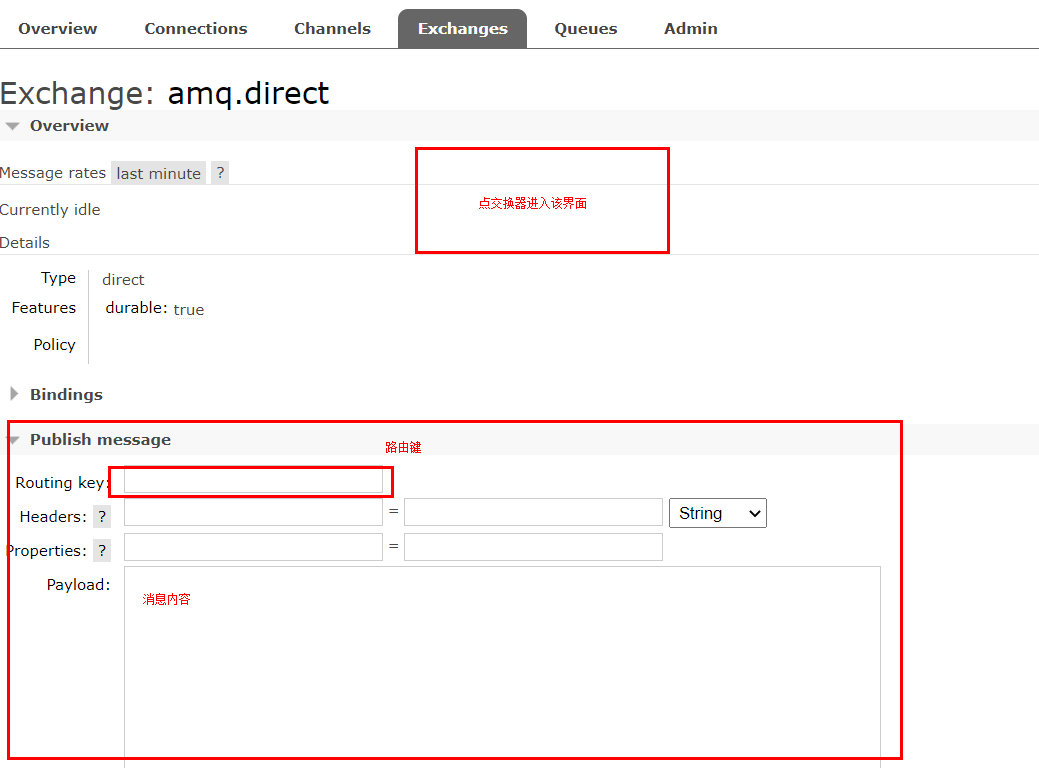 Overview Connections Channels Exchanges Queues Admin
Exchange: amq.direct
Overview
Message rates last minute ?
点交换器进入该界面
Currently idle
Details
Type direct
Features durable: true
Policy
Bindings
Publish message
路由键
Routing key:
Headers: ? = String
Properties: ? =
Payload:
消息内容